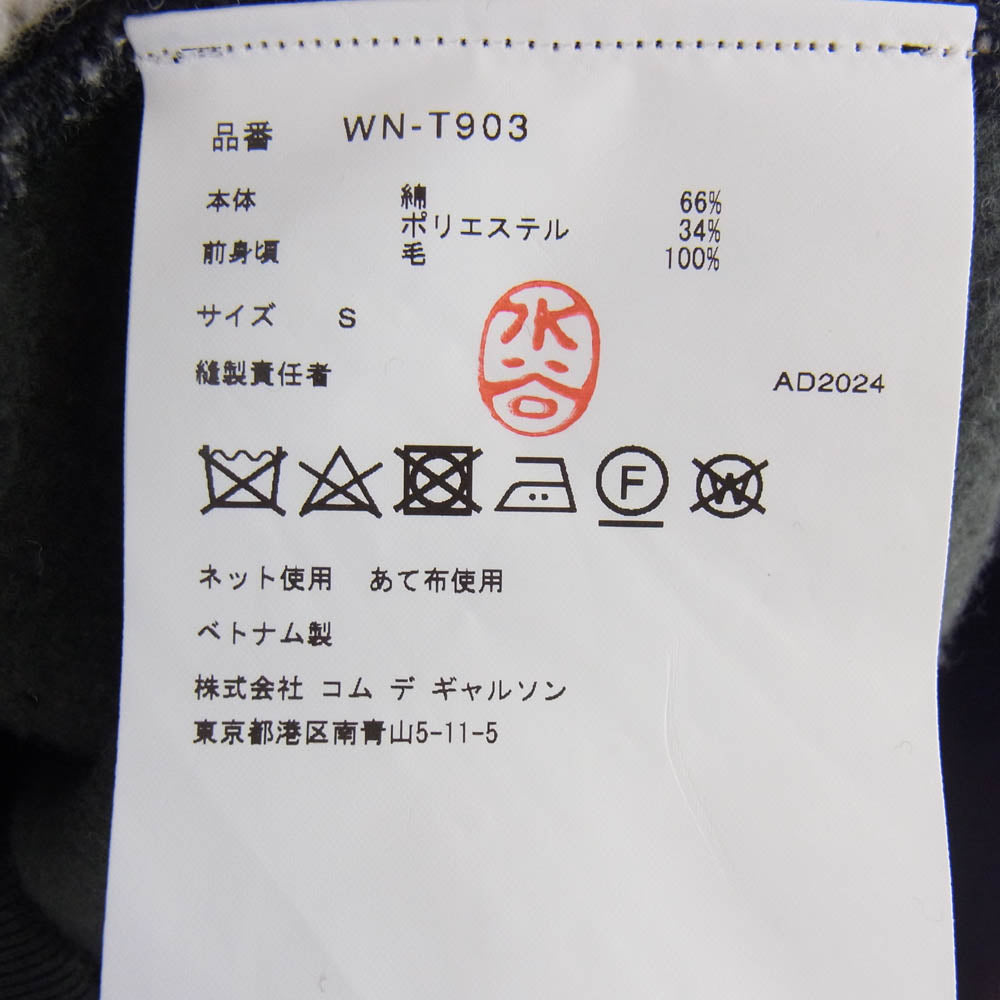 品番 WN-T903
本体 綿 66%
ポリエステル 34%
前身頃 毛 100%
サイズ S
水谷
縫製責任者 AD2024
F
W
ネット使用 あて布使用
ベトナム製
株式会社 コム デ ギャルソン
東京都港区南青山5-11-5